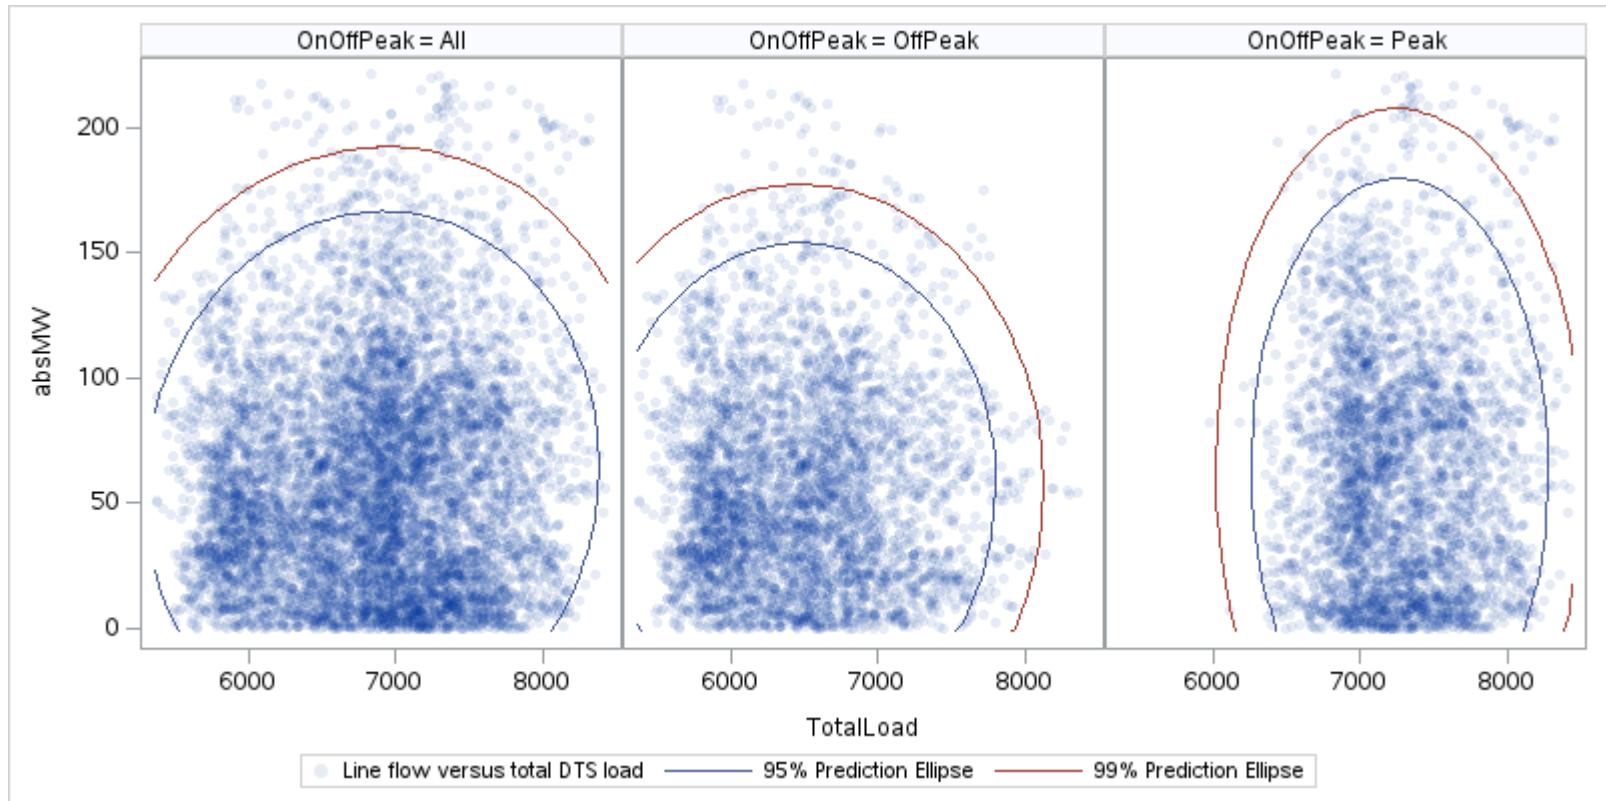 OnOffPeak = All
OnOffPeak = OffPeak
OnOffPeak = Peak
absMW
200
150
100
50
0
6000 7000 8000
6000 7000 8000
6000 7000 8000
TotalLoad
Line flow versus total DTS load
95% Prediction Ellipse
99% Prediction Ellipse